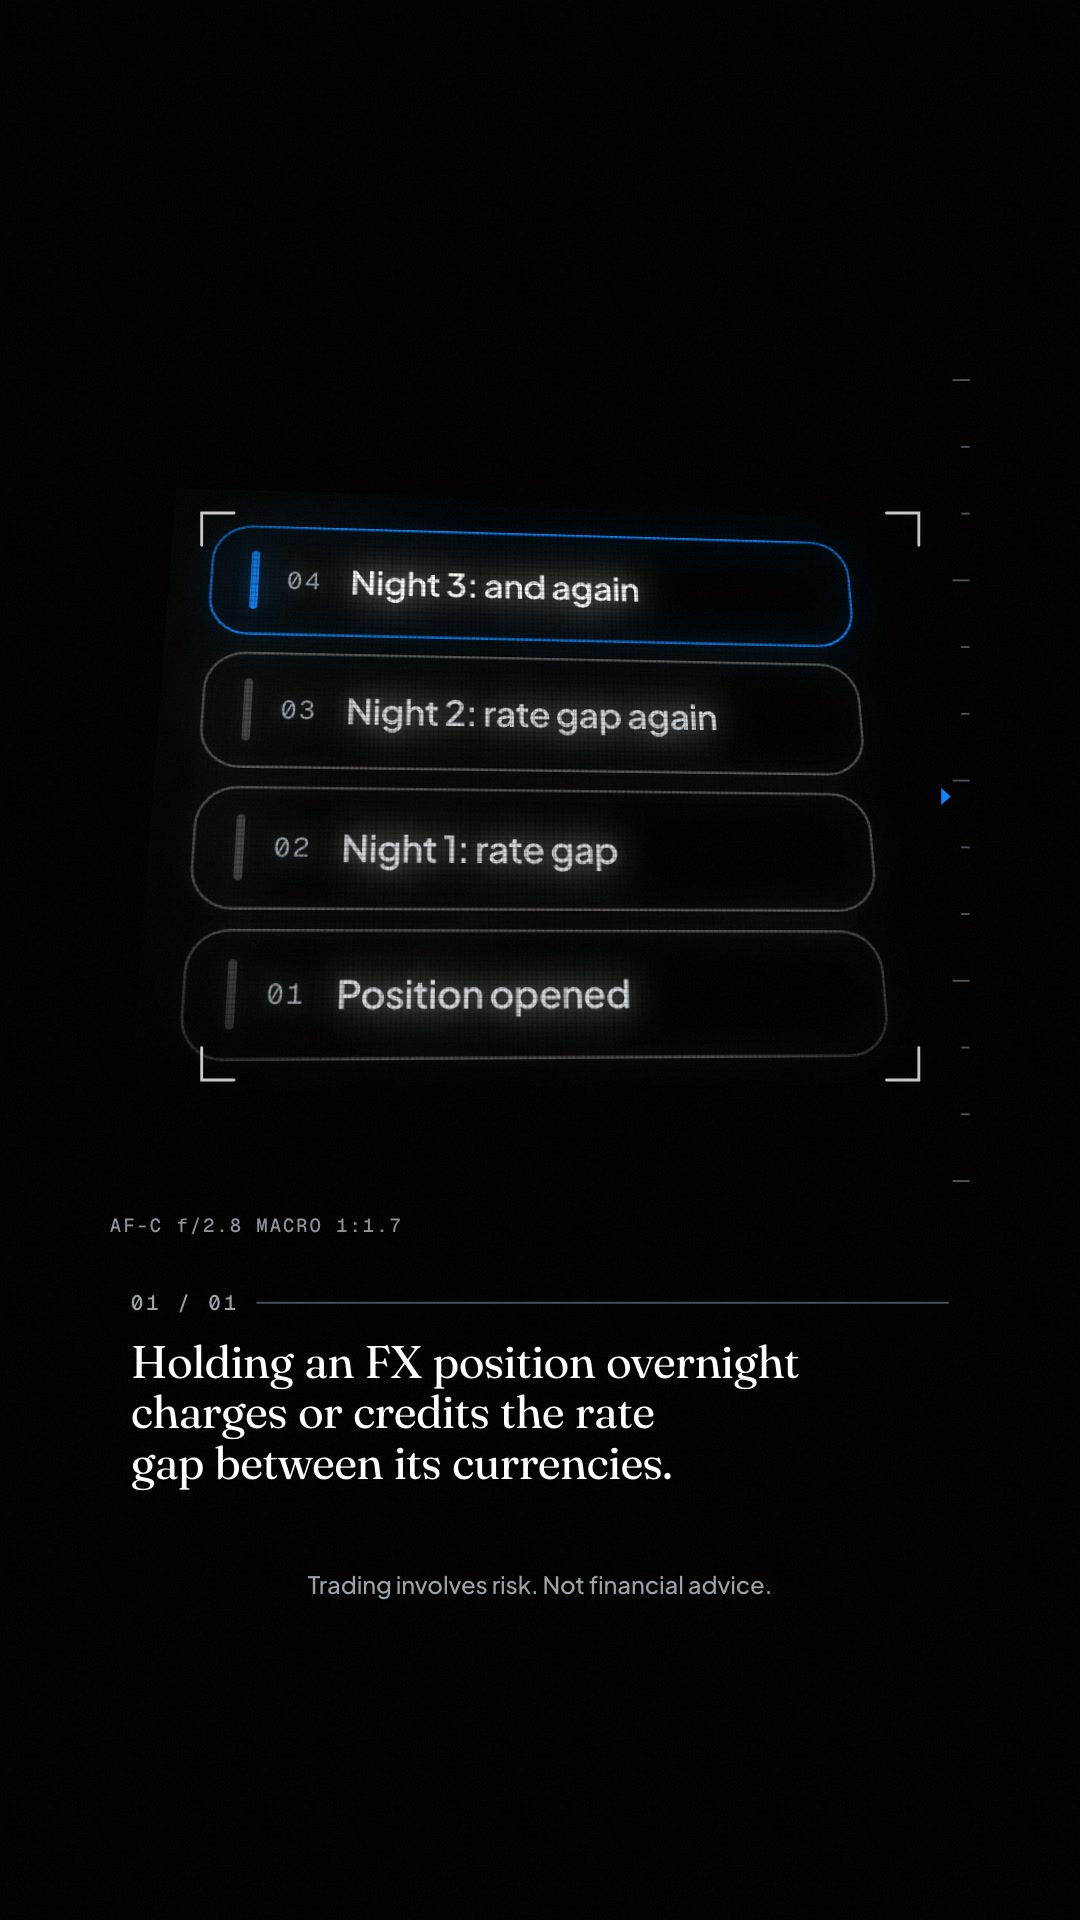 04 Night 3: and again
03 Night 2: rate gap again
02 Night 1: rate gap
01 Position opened
AF-C f/2.8 MACRO 1:1.7
01 / 01
Holding an FX position overnight
charges or credits the rate
gap between its currencies.
Trading involves risk. Not financial advice.